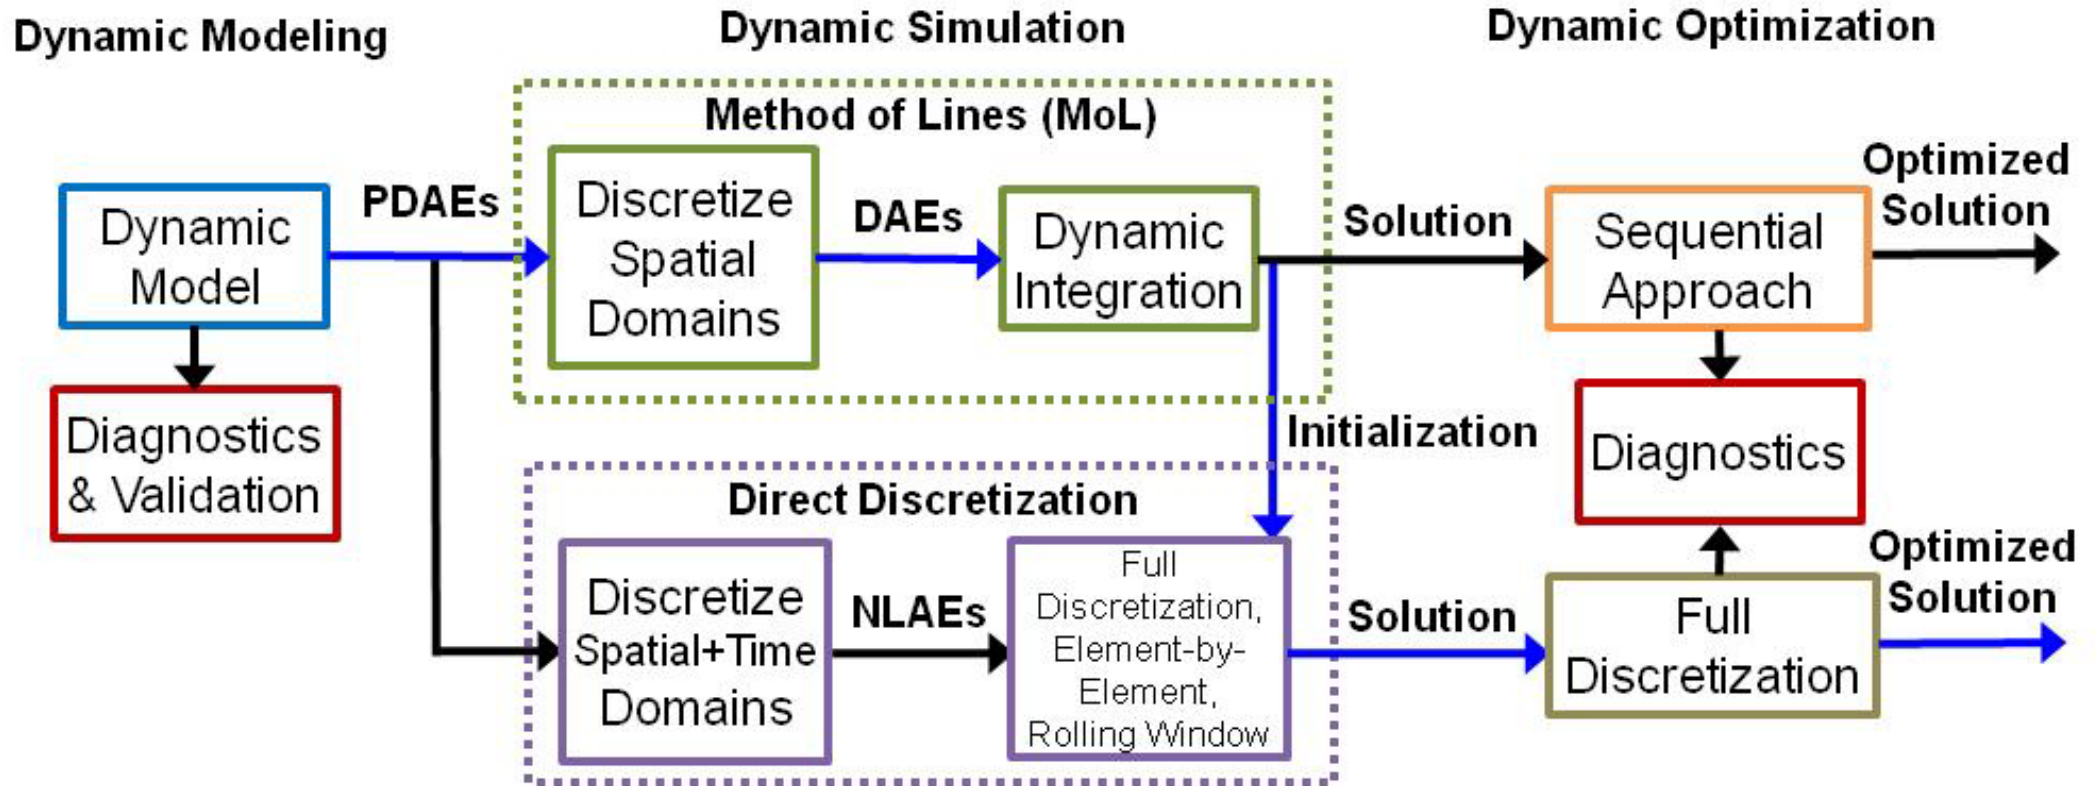 Dynamic Modeling
Dynamic Simulation
Dynamic Optimization
Method of Lines (MoL)
Dynamic
Model
PDAEs
Discretize
Spatial
Domains
DAEs
Dynamic
Integration
Solution
Sequential
Approach
Optimized
Solution
Diagnostics
& Validation
Initialization
Diagnostics
Direct Discretization
Discretize
Spatial+Time
Domains
NLAEs
Full
Discretization,
Element-by-
Element,
Rolling Window
Solution
Full
Discretization
Optimized
Solution